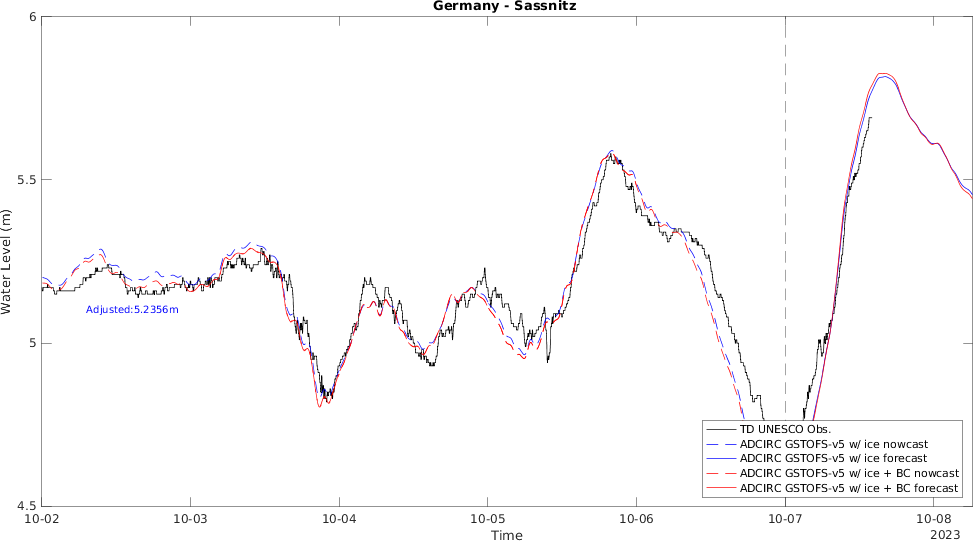 Germany - Sassnitz
6
5.5
5
4.5
Water Level (m)
Adjusted:5.2356m
TD UNESCO Obs.
ADCIRC GSTOFS-v5 w/ ice nowcast
ADCIRC GSTOFS-v5 w/ ice forecast
ADCIRC GSTOFS-v5 w/ ice + BC nowcast
ADCIRC GSTOFS-v5 w/ ice + BC forecast
10-02 10-03 10-04 10-05 10-06 10-07 10-08
Time
2023